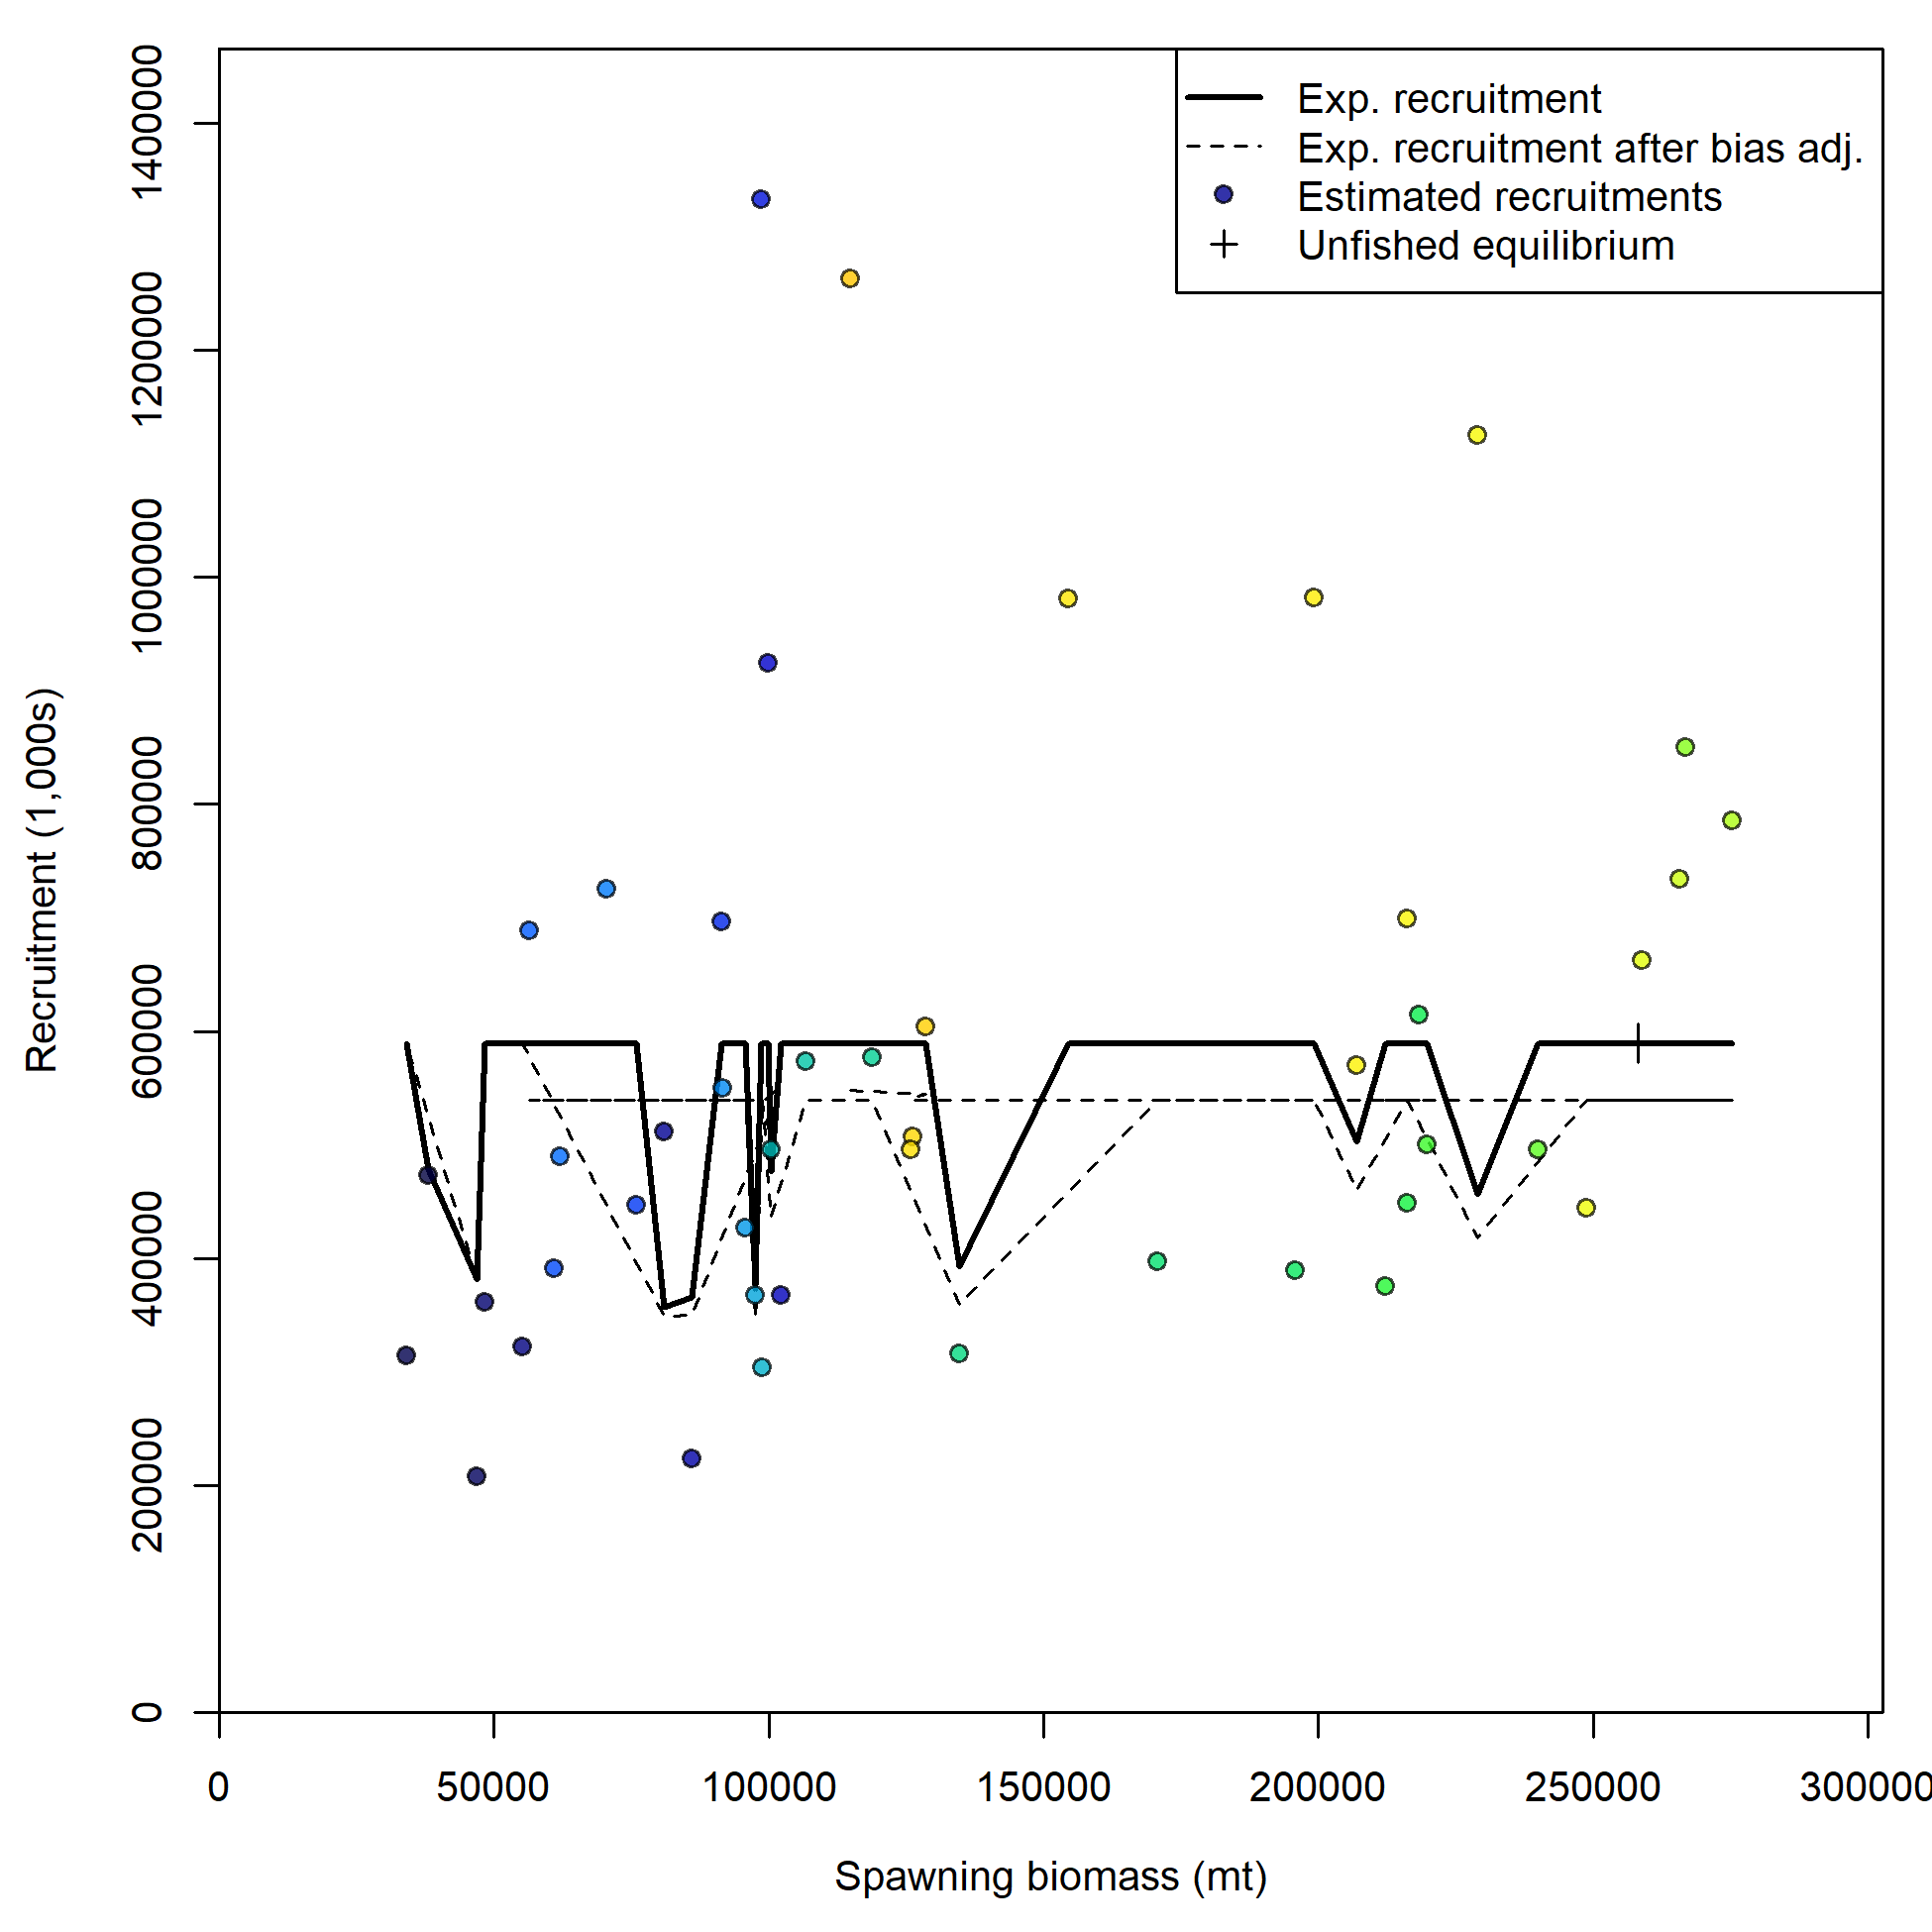 Exp. recruitment
Exp. recruitment after bias adj.
Estimated recruitments
Unfished equilibrium
Recruitment (1,000s)
1400000
1200000
1000000
800000
600000
400000
200000
0
0 50000 100000 150000 200000 250000 300000
Spawning biomass (mt)